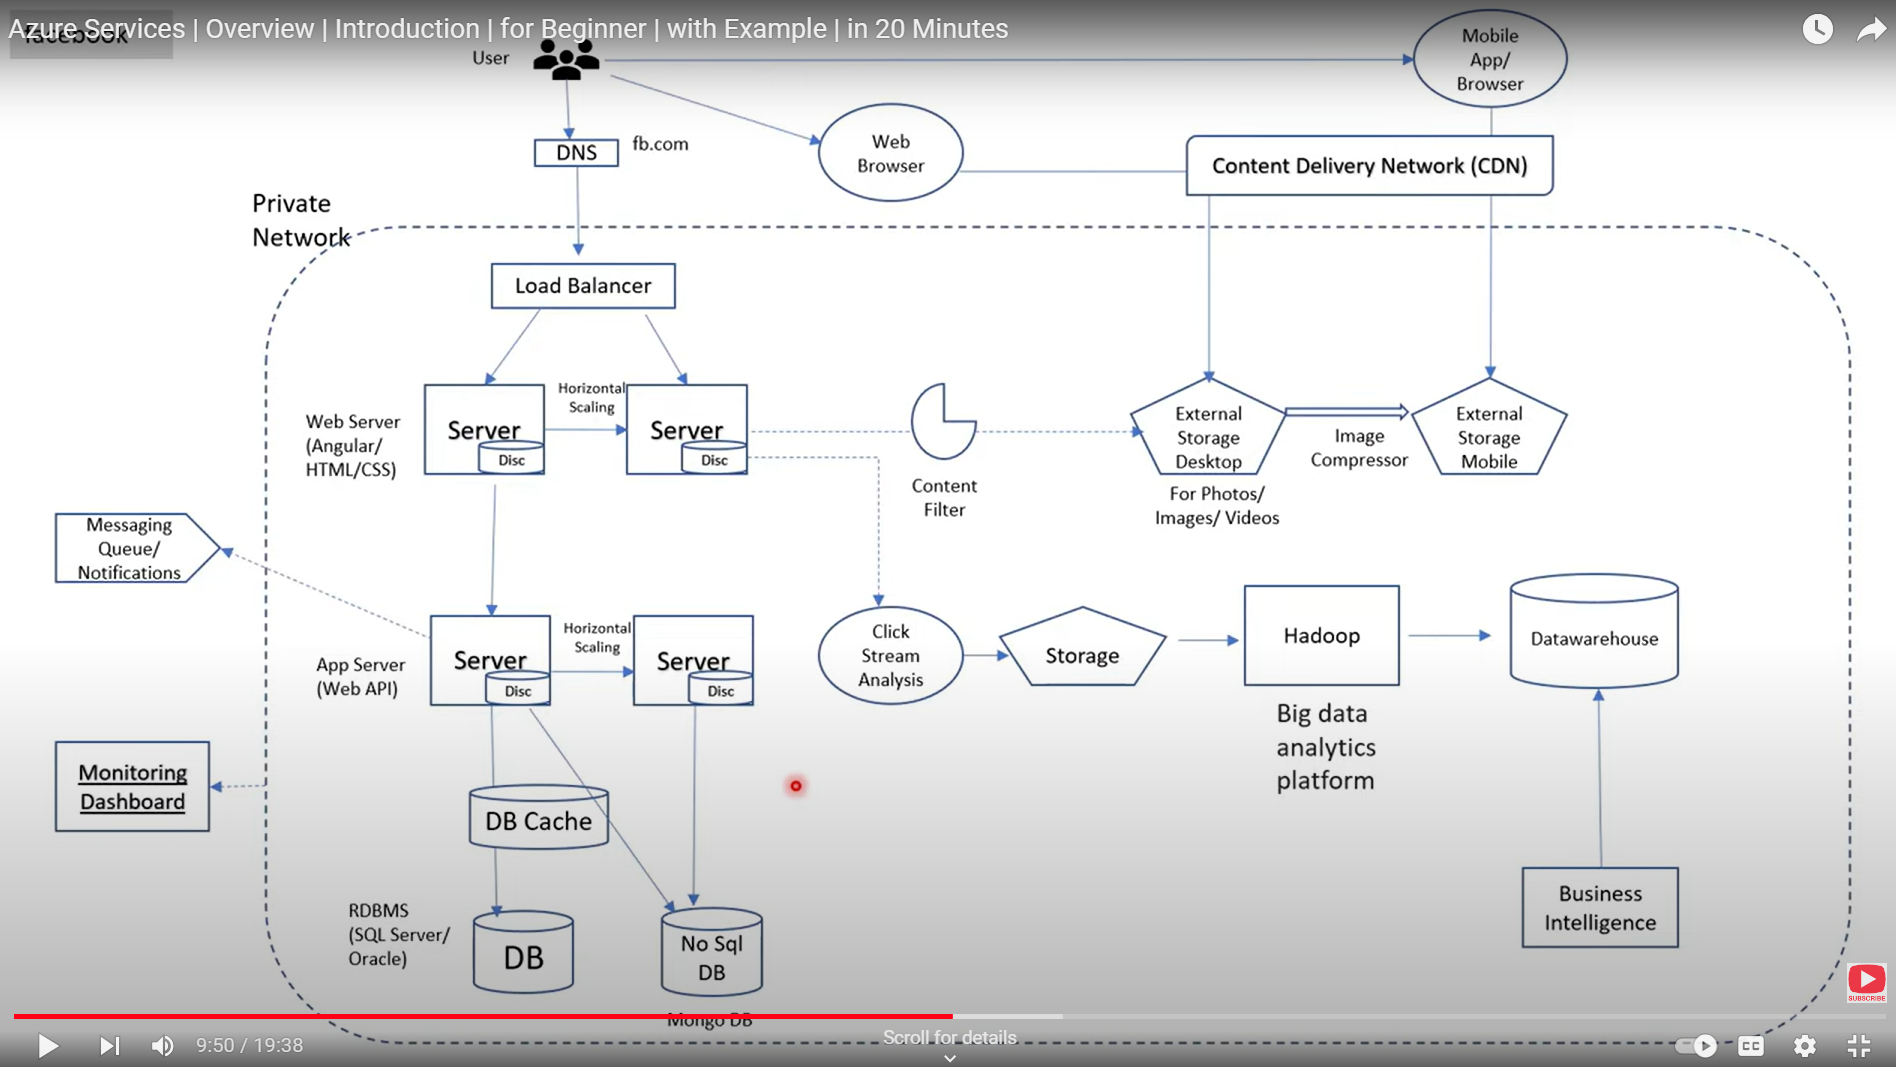 Azure Services | Overview | Introduction | for Beginner | with Example | in 20 Minutes
facebook
User
Mobile
App/
Browser
DNS
fb.com
Web
Browser
Content Delivery Network (CDN)
Private
Network
Load Balancer
Web Server
(Angular/
HTML/CSS)
Server
Disc
Horizontal
Scaling
Server
Disc
Content
Filter
External
Storage
Desktop
Image
Compressor
External
Storage
Mobile
For Photos/
Images/ Videos
Messaging
Queue/
Notifications
App Server
(Web API)
Server
Disc
Horizontal
Scaling
Server
Disc
Click
Stream
Analysis
Storage
Hadoop
Datawarehouse
Big data
analytics
platform
Monitoring
Dashboard
DB Cache
Business
Intelligence
RDBMS
(SQL Server/
Oracle)
DB
No Sql
DB
Mongo DB
SUBSCRIBE
9:50 / 19:38
Scroll for details
CC